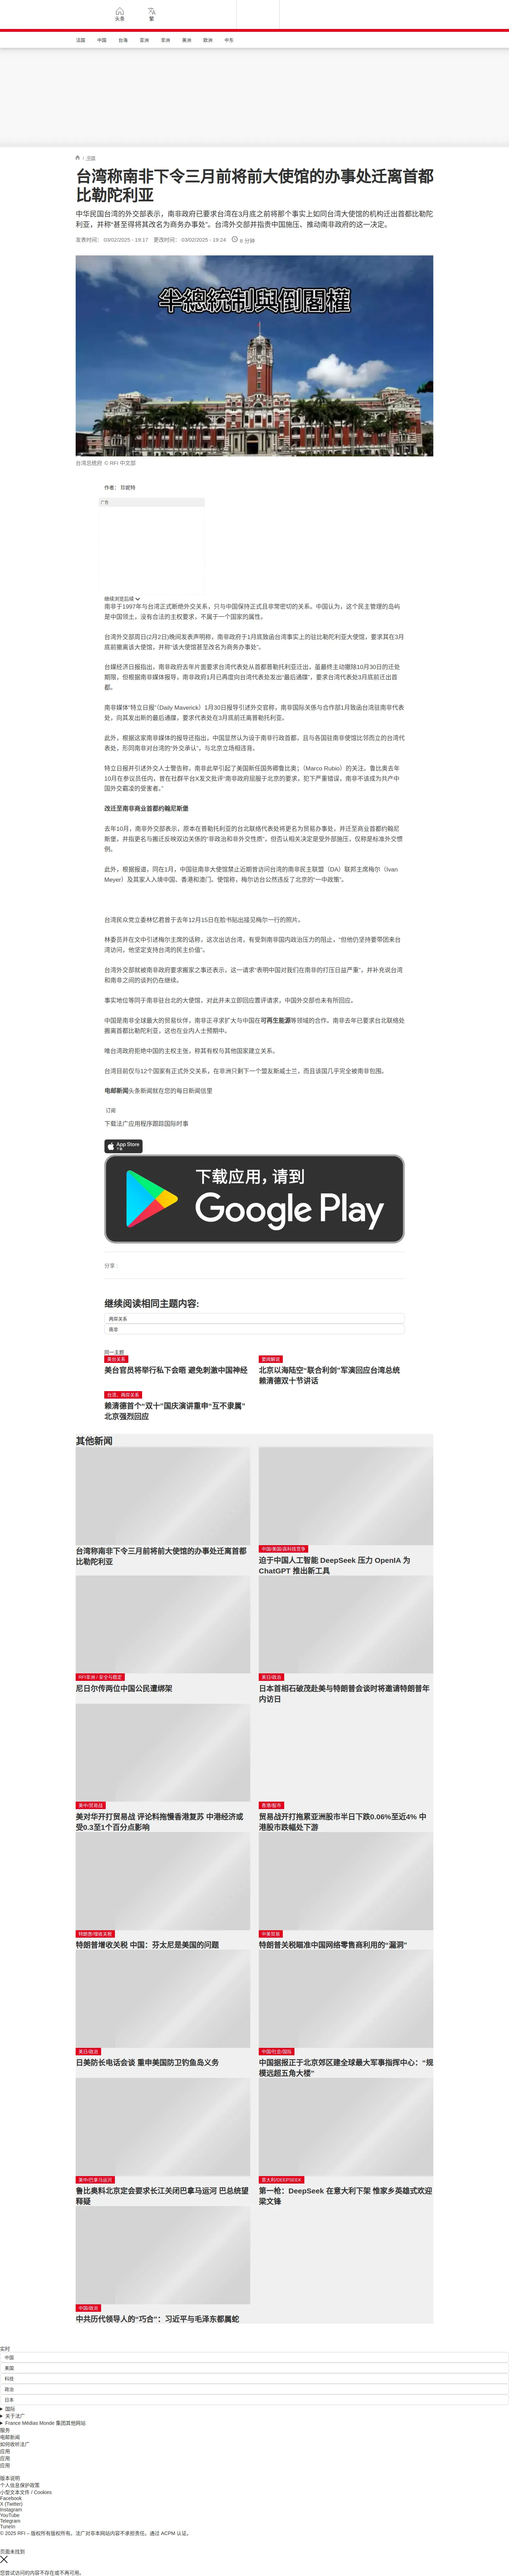 头条
繁
法国
中国
台海
亚洲
非洲
美洲
欧洲
中东
/ 非洲
台湾称南非下令三月前将前大使馆的办事处迁离首都
比勒陀利亚
中华民国台湾的外交部表示，南非政府已要求台湾在3月底之前将那个事实上如同台湾大使馆的机构迁出首都比勒陀
利亚，并称“甚至得将其改名为商务办事处”。台湾外交部并指责中国施压、推动南非政府的这一决定。
发表时间： 03/02/2025 - 19:17 更改时间： 03/02/2025 - 19:24 8 分钟
半總統制與倒閣權
台湾总统府 © RFI 中文部
作者： 珍妮特
广告
继续浏览后续
南非于1997年与台湾正式断绝外交关系，只与中国保持正式且非常密切的关系。中国认为，这个民主管理的岛屿
是中国领土，没有合法的主权要求，不属于一个国家的属性。
台湾外交部周日(2月2日)晚间发表声明称，南非政府于1月底致函台湾事实上的驻比勒陀利亚大使馆，要求其在3月
底前撤离该大使馆，并称“该大使馆甚至改名为商务办事处”。
台媒经济日报指出，南非政府去年片面要求台湾代表处从首都普勒托利亚迁出，虽最终主动撤除10月30日的迁处
期限，但根据南非媒体报导，南非政府1月已再度向台湾代表处发出“最后通牒”，要求台湾代表处3月底前迁出首
都。
南非媒体“特立日报”（Daily Maverick）1月30日报导引述外交官称，南非国际关系与合作部1月致函台湾驻南非代表
处，向其发出新的最后通牒，要求代表处在3月底前迁离普勒托利亚。
此外，根据这家南非媒体的报导还指出，中国显然认为设于南非行政首都，且与各国驻南非使馆比邻而立的台湾代
表处，形同南非对台湾的“外交承认”，与北京立场相违背。
特立日报并引述外交人士警告称，南非此举引起了美国新任国务卿鲁比奥；（Marco Rubio）的关注。鲁比奥去年
10月在参议员任内，曾在社群平台X发文批评“南非政府屈服于北京的要求，犯下严重错误，南非不该成为共产中
国外交霸凌的受害者。”
改迁至南非商业首都约翰尼斯堡
去年10月，南非外交部表示，原本在普勒托利亚的台北联络代表处将更名为贸易办事处，并迁至商业首都约翰尼
斯堡，并指更名与搬迁反映双边关系的“非政治和非外交性质”，但否认相关决定是受外部施压，仅称是标准外交惯
例。
此外，根据报道，同在1月，中国驻南非大使馆禁止近期曾访问台湾的南非民主联盟（DA）联邦主席梅尔（Ivan
Meyer）及其家人入境中国、香港和澳门。使馆称，梅尔访台公然违反了北京的“一中政策”。
台湾民众党立委林忆君曾于去年12月15日在脸书贴出接见梅尔一行的照片。
林委员并在文中引述梅尔主席的话称，这次出访台湾，有受到南非国内政治压力的阻止，“但他仍坚持要带团来台
湾访问，他坚定支持台湾的民主价值”。
台湾外交部就被南非政府要求搬家之事还表示，这一请求“表明中国对我们在南非的打压日益严重”，并补充说台湾
和南非之间的谈判仍在继续。
事实地位等同于南非驻台北的大使馆，对此并未立即回应置评请求，中国外交部也未有所回应。
中国是南非全球最大的贸易伙伴，南非正寻求扩大与中国在可再生能源等领域的合作。南非去年已要求台北联络处
搬离首都比勒陀利亚，这也在业内人士预期中。
唯台湾政府拒绝中国的主权主张，称其有权与其他国家建立关系。
台湾目前仅与12个国家有正式外交关系，在非洲只剩下一个盟友斯威士兰，而且该国几乎完全被南非包围。
电邮新闻头条新闻就在您的每日新闻信里
订阅
下载法广应用程序跟踪国际时事
App Store
下载
下载应用，请到
Google Play
分享 :
继续阅读相同主题内容:
两岸关系
南非
同一主题
美台关系
美台官员将举行私下会晤 避免刺激中国神经
要闻解说
北京以海陆空“联合利剑”军演回应台湾总统
赖清德双十节讲话
台湾、两岸关系
赖清德首个“双十”国庆演讲重申“互不隶属”
北京强烈回应
其他新闻
台湾称南非下令三月前将前大使馆的办事处迁离首都
比勒陀利亚
中国/美国/高科技竞争
迫于中国人工智能 DeepSeek 压力 OpenIA 为
ChatGPT 推出新工具
RFI非洲 / 安全与稳定
尼日尔传两位中国公民遭绑架
美日/政治
日本首相石破茂赴美与特朗普会谈时将邀请特朗普年
内访日
美中/贸易战
美对华开打贸易战 评论料拖慢香港复苏 中港经济或
受0.3至1个百分点影响
香港/股市
贸易战开打拖累亚洲股市半日下跌0.06%至近4% 中
港股市跌幅处下游
特朗普/增收关税
特朗普增收关税 中国：芬太尼是美国的问题
中美贸易
特朗普关税瞄准中国网络零售商利用的“漏洞”
美日/政治
日美防长电话会谈 重申美国防卫钓鱼岛义务
中国/社会/国际
中国据报正于北京郊区建全球最大军事指挥中心：“规
模远超五角大楼”
美中/巴拿马运河
鲁比奥料北京定会要求长江关闭巴拿马运河 巴总统望
释疑
意大利/DEEPSEEK
第一枪：DeepSeek 在意大利下架 惟家乡英雄式欢迎
梁文锋
中国/政治
中共历代领导人的“巧合”：习近平与毛泽东都属蛇
实时
中国
美国
科技
政治
日本
国际
关于法广
France Médias Monde 集团其他网站
服务
电邮新闻
如何收听法广
应用
应用
应用
版本说明
个人信息保护政策
小型文本文件 / Cookies
Facebook
X (Twitter)
Instagram
YouTube
Telegram
TuneIn
© 2025 RFI – 版权所有版权所有。法广对非本网站内容不承担责任。通过 ACPM 认证。
页面未找到
您尝试访问的内容不存在或不再可用。